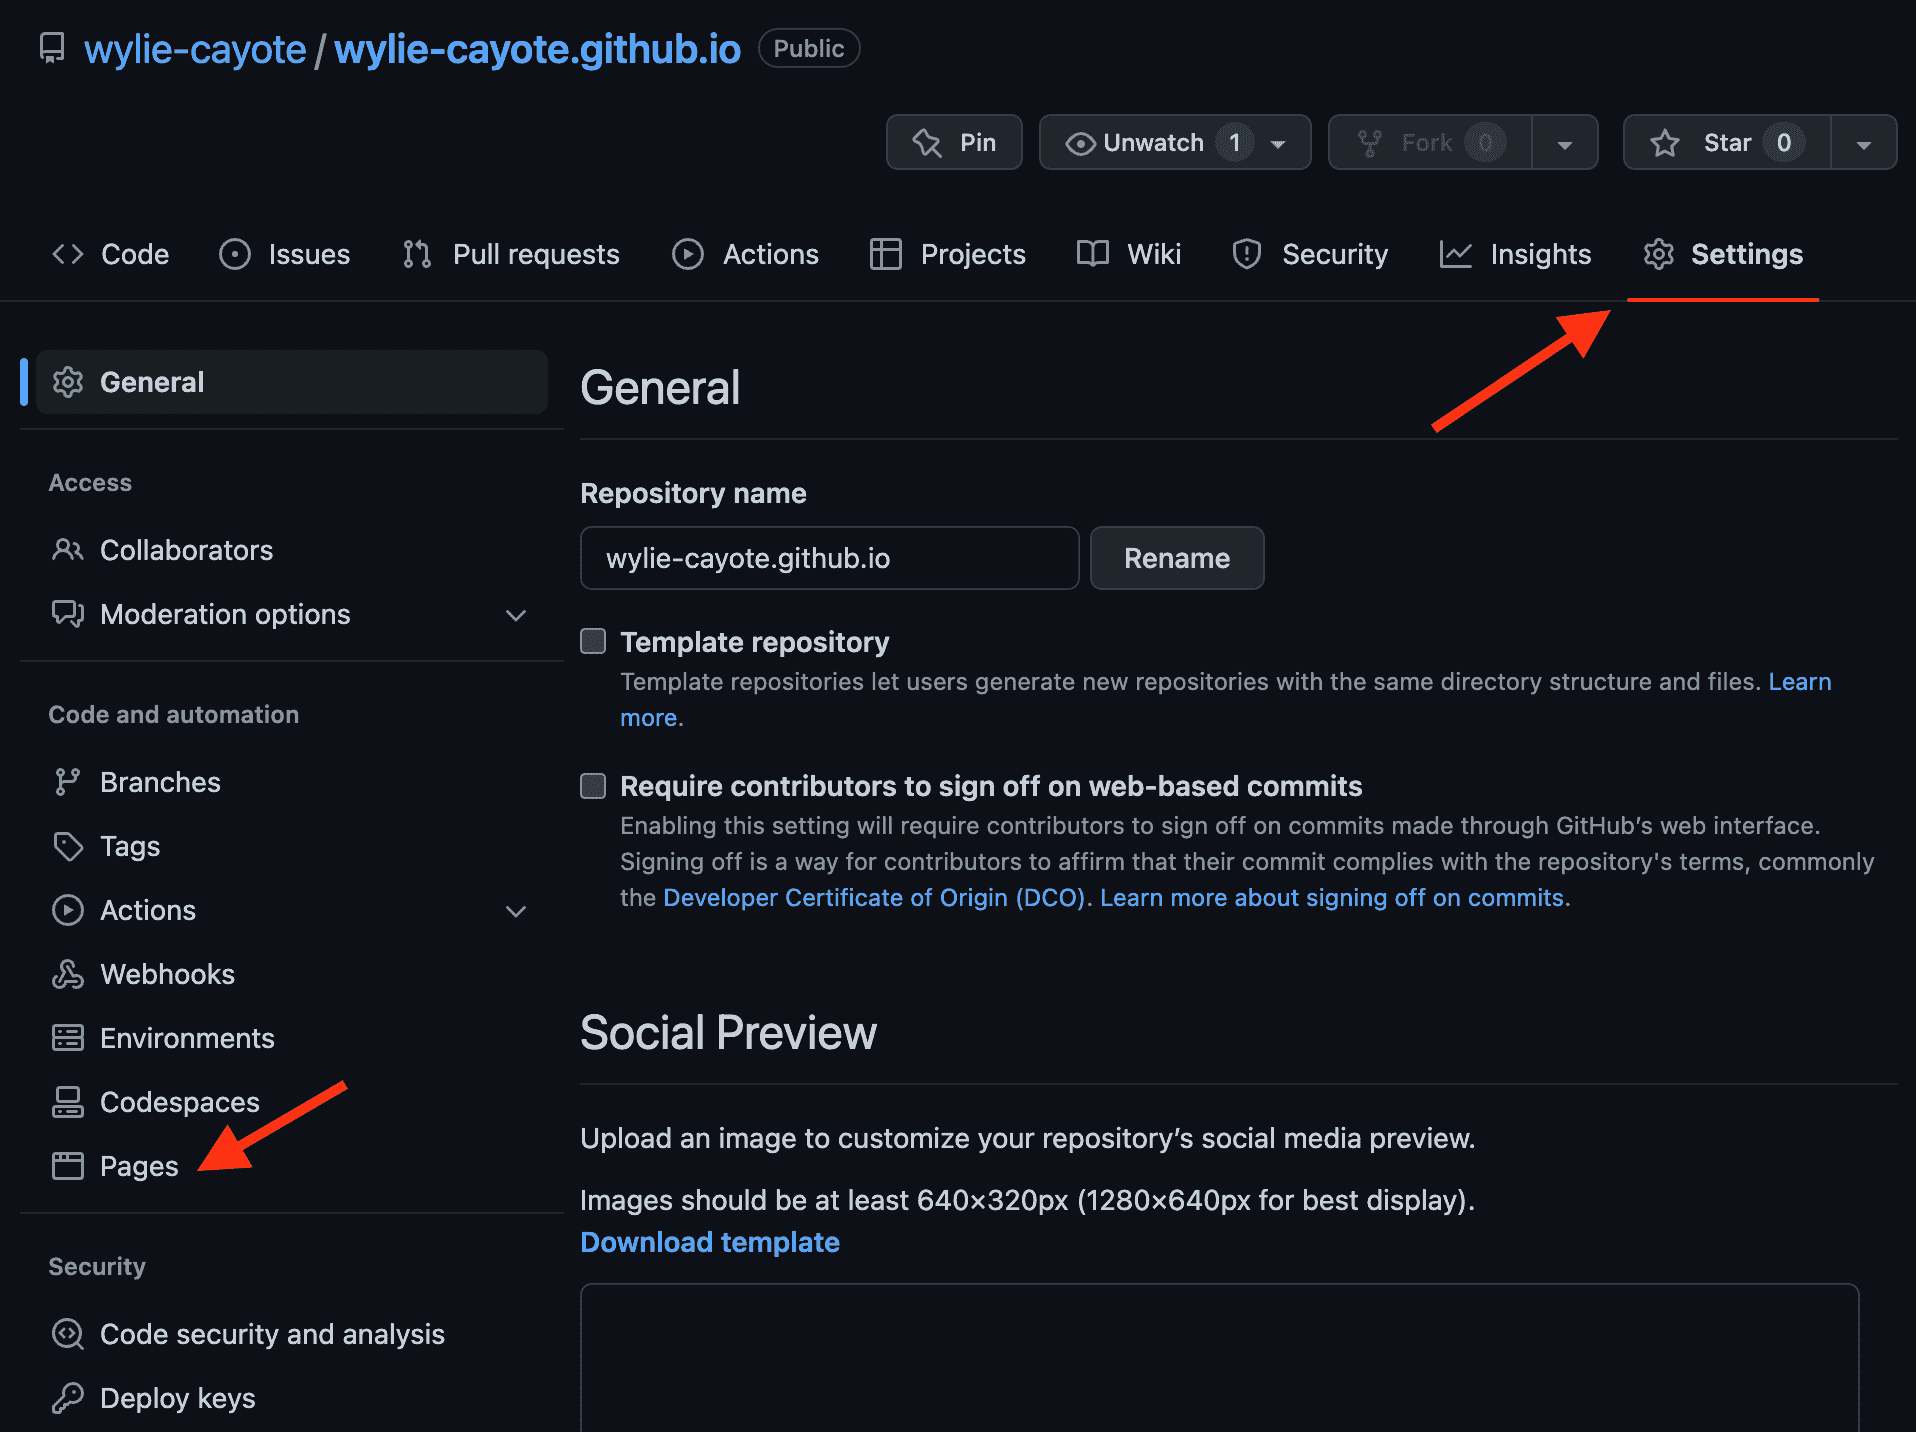 wylie-cayote / wylie-cayote.github.io Public
Pin Unwatch 1 Fork 0 Star 0
Code Issues Pull requests Actions Projects Wiki Security Insights Settings
General
Access
Collaborators
Moderation options
Code and automation
Branches
Tags
Actions
Webhooks
Environments
Codespaces
Pages
Security
Code security and analysis
Deploy keys
General
Repository name
wylie-cayote.github.io Rename
Template repository
Template repositories let users generate new repositories with the same directory structure and files. Learn
more.
Require contributors to sign off on web-based commits
Enabling this setting will require contributors to sign off on commits made through GitHub’s web interface.
Signing off is a way for contributors to affirm that their commit complies with the repository's terms, commonly
the Developer Certificate of Origin (DCO). Learn more about signing off on commits.
Social Preview
Upload an image to customize your repository’s social media preview.
Images should be at least 640×320px (1280×640px for best display).
Download template